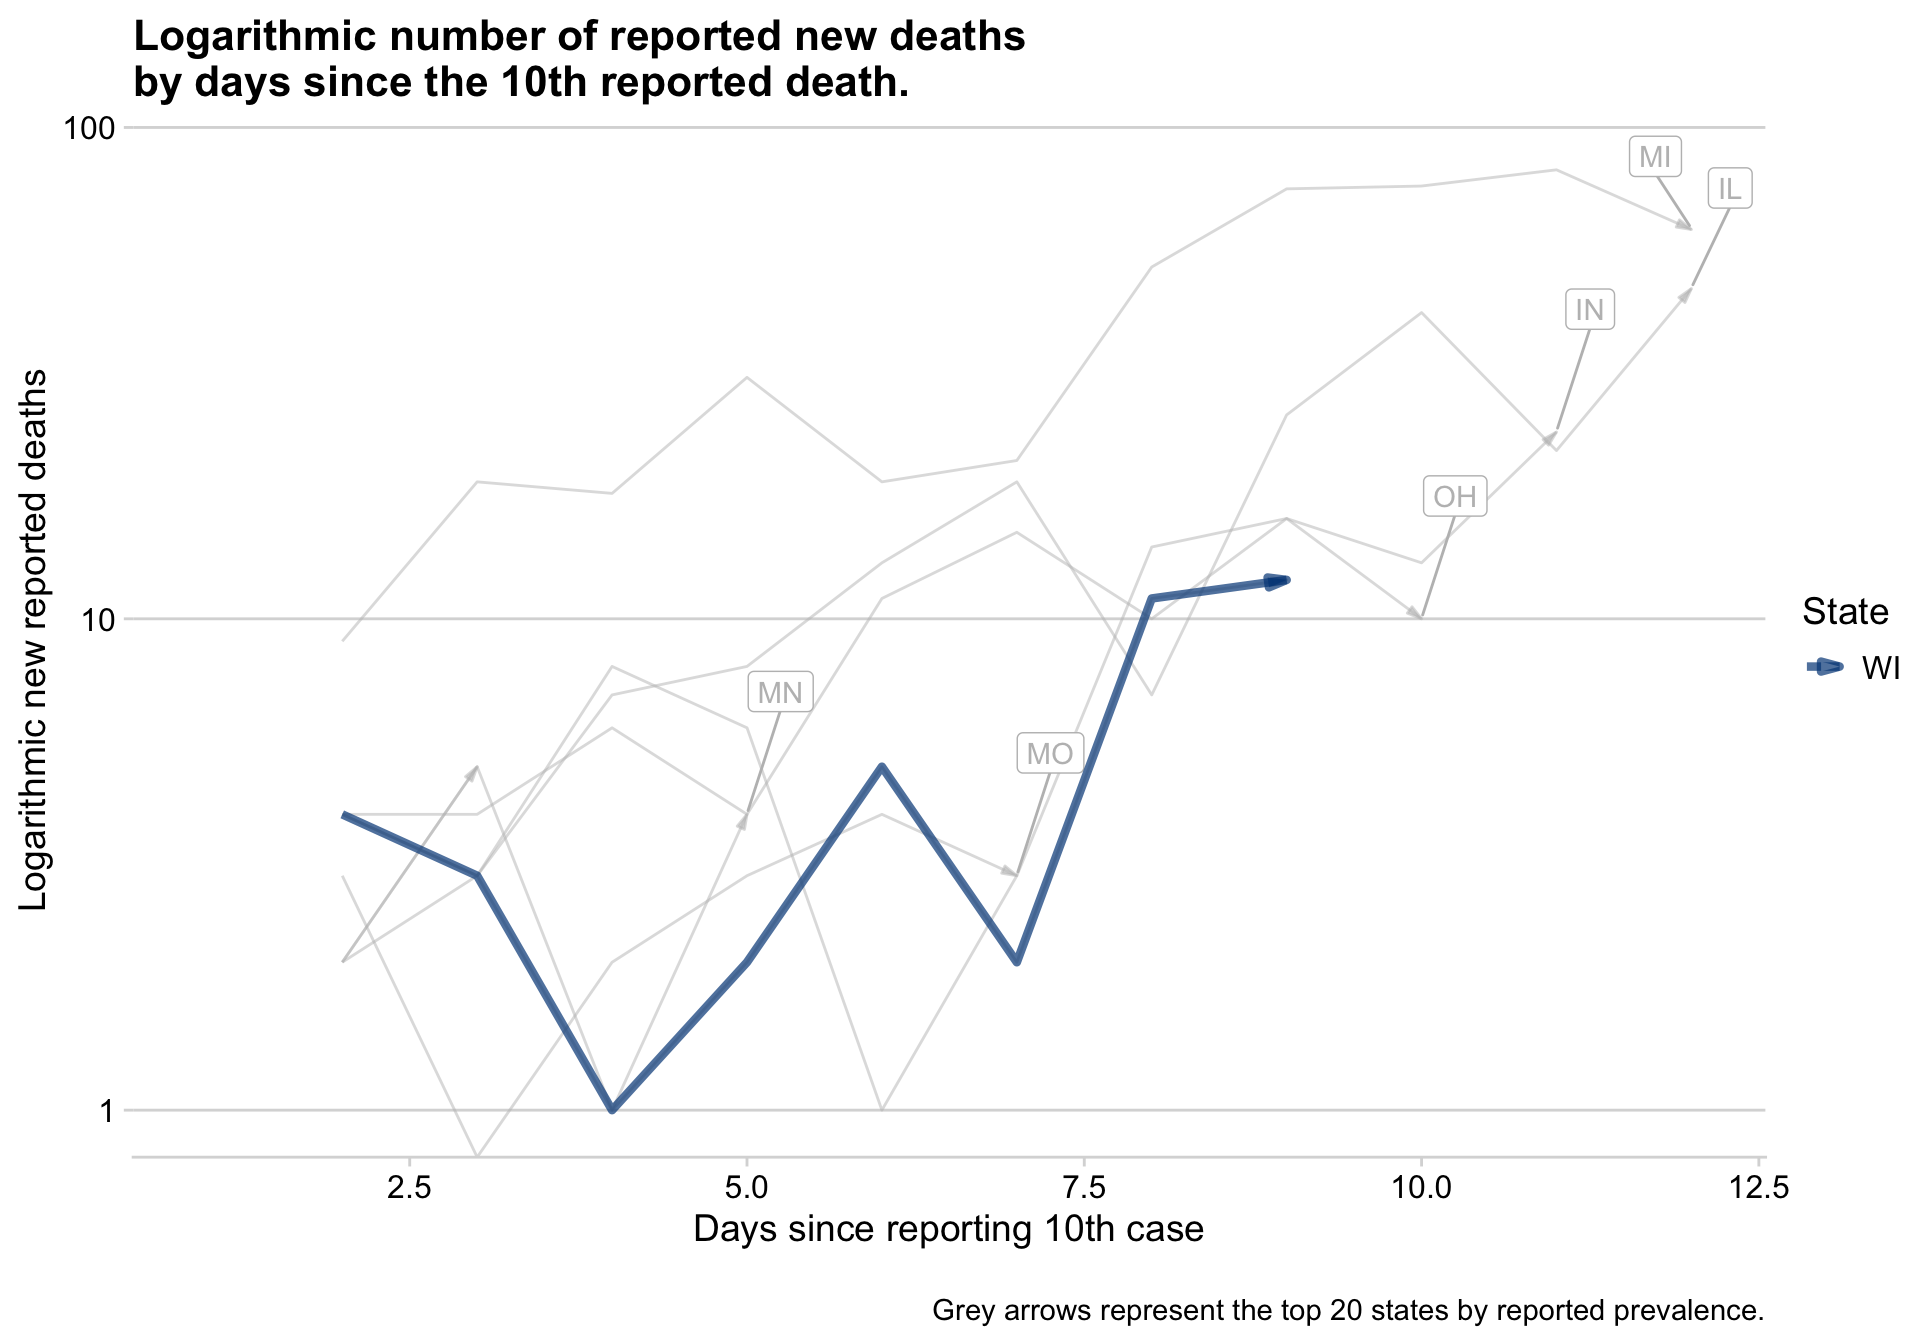 Logarithmic number of reported new deaths
by days since the 10th reported death.
100
MI
IL
IN
OH
10
MN
MO
1
Logarithmic new reported deaths
State
WI
2.5
5.0
7.5
10.0
12.5
Days since reporting 10th case
Grey arrows represent the top 20 states by reported prevalence.